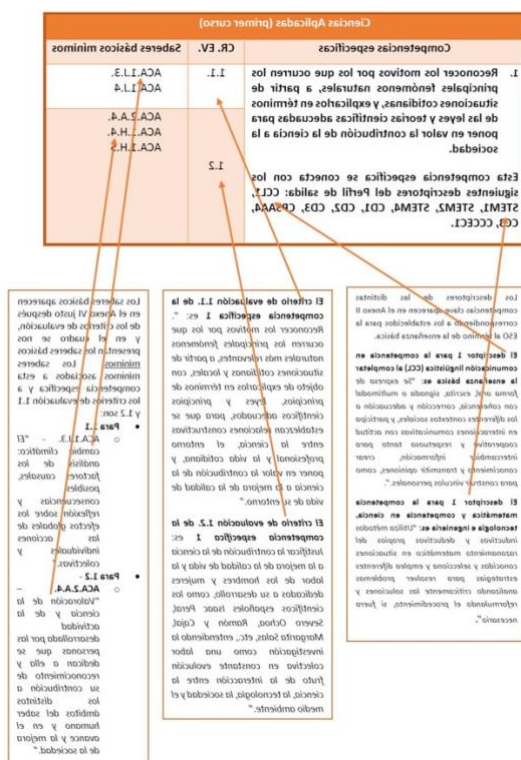 Ciencias Aplicadas (primer curso)
Competencias específicas
CR. EV.
Saberes básicos mínimos
1. Reconocer los motivos por los que ocurren los
principales fenómenos naturales, a partir de
situaciones cotidianas, y explicarlos en términos
de las leyes y teorías científicas adecuadas para
poner en valor la contribución de la ciencia a la
sociedad.
Esta competencia específica se conecta con los
siguientes descriptores del Perfil de salida: CCL1,
STEM1, STEM2, STEM4, CD1, CD2, CD3, CPSAA4,
CC3, CCEC1.
1.1.
ACA.1.J.3.
ACA.1.J.4
1.2
ACA.2.A.4.
ACA.1.H.4.
ACA.1.H.5
Los descriptores de las distintas
competencias clave aparecen en el Anexo II
correspondiendo a los establecidos para la
ESO al término de la enseñanza básica.
El descriptor 1 para la competencia en
comunicación lingüística (CCL) al completar
la enseñanza básica es: "Se expresa de
forma oral, escrita, signada o multimodal
con coherencia, corrección y adecuación a
los diferentes contextos sociales, y participa
en interacciones comunicativas con actitud
cooperativa y respetuosa tanto para
intercambiar información, crear
conocimiento y transmitir opiniones, como
para construir vínculos personales.".
El descriptor 1 para la competencia
matemática y competencia en ciencia,
tecnología e ingeniería es: "Utiliza métodos
inductivos y deductivos propios del
razonamiento matemático en situaciones
conocidas y selecciona y emplea diferentes
estrategias para resolver problemas
analizando críticamente las soluciones y
reformulando el procedimiento, si fuera
necesario".
El criterio de evaluación 1.1. de la
competencia específica 1 es: ".
Reconocer los motivos por los que
ocurren los principales fenómenos
naturales más relevantes, a partir de
situaciones cotidianas y locales, con
objeto de explicarlos en términos de
principios, leyes y principios
científicos adecuados, para que se
establezcan relaciones constructivas
entre la ciencia, el entorno
profesional y la vida cotidiana, y
poner en valor la contribución de la
ciencia a la mejora de la calidad de
vida de su entorno."
El criterio de evaluación 1.2. de la
competencia específica 1 es:
Justificar la contribución de la ciencia
a la mejora de la calidad de vida y la
labor de los hombres y mujeres
dedicados a su desarrollo, como los
científicos españoles Isaac Peral,
Severo Ochoa, Ramón y Cajal,
Margarita Salas, etc., entendiendo la
investigación como una labor
colectiva en constante evolución
fruto de la interacción entre la
ciencia, la tecnología, la sociedad y el
medio ambiente."
Los saberes básicos aparecen
en el Anexo VI justo después
de los criterios de evaluación,
y en el cuadro se nos
presentan los saberes básicos
mínimos. Los saberes
mínimos asociados a esta
competencia específica y a
los criterios de evaluación 1.1
y 1.2 son:
• Para 1.1.
o ACA.1.J.3. - "El
cambio climático:
análisis de los
factores causales,
posibles
consecuencias y
reflexión sobre los
efectos globales de
las acciones
individuales y
colectivas."
• Para 1.2 -
o ACA.2.A.4. –
"Valoración de la
ciencia y de la
actividad
desarrollada por las
personas que se
dedican a ella y
reconocimiento de
su contribución a
los distintos
ámbitos del saber
humano y en el
avance y la mejora
de la sociedad."